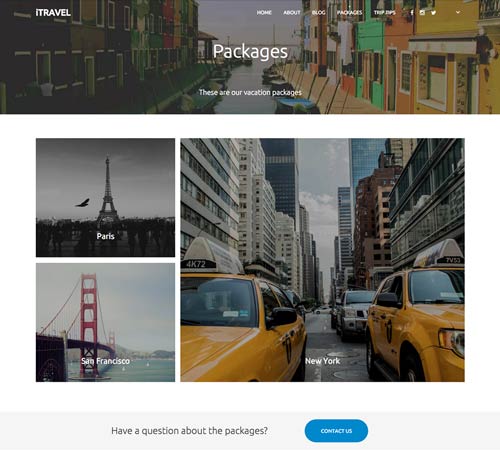 iTRAVEL
HOME ABOUT BLOG PACKAGES TRIP TIPS
Packages
These are our vacation packages
Paris
San Francisco
4K72
7V53
New York
Have a question about the packages?
CONTACT US